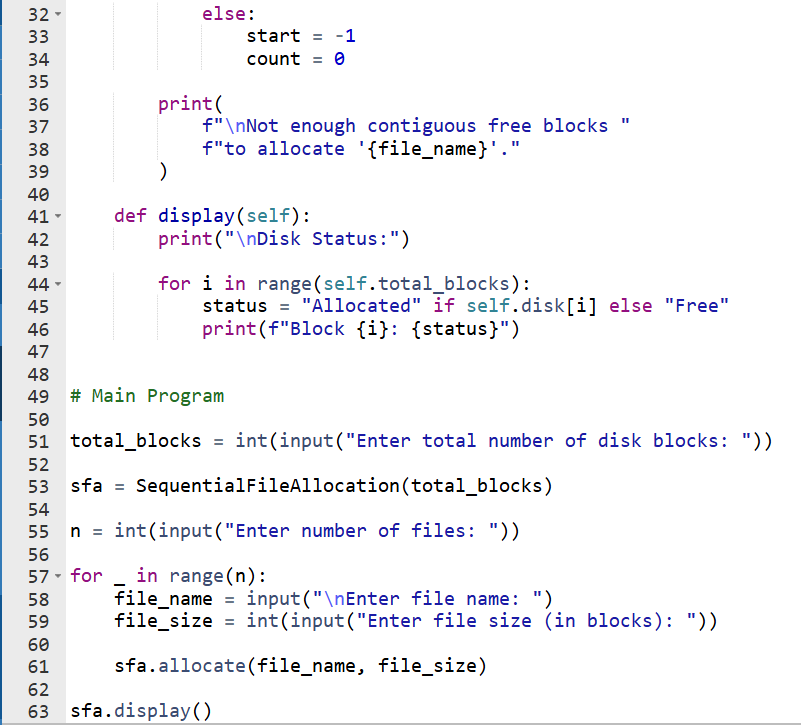 32 else:
33 start = -1
34 count = 0
35
36 print(
37 f"\nNot enough contiguous free blocks "
38 f"to allocate '{file_name}'."
39 )
40
41 def display(self):
42 print("\nDisk Status:")
43
44 for i in range(self.total_blocks):
45 status = "Allocated" if self.disk[i] else "Free"
46 print(f"Block {i}: {status}")
47
48
49 # Main Program
50
51 total_blocks = int(input("Enter total number of disk blocks: "))
52
53 sfa = SequentialFileAllocation(total_blocks)
54
55 n = int(input("Enter number of files: "))
56
57 for _ in range(n):
58 file_name = input("\nEnter file name: ")
59 file_size = int(input("Enter file size (in blocks): "))
60
61 sfa.allocate(file_name, file_size)
62
63 sfa.display()